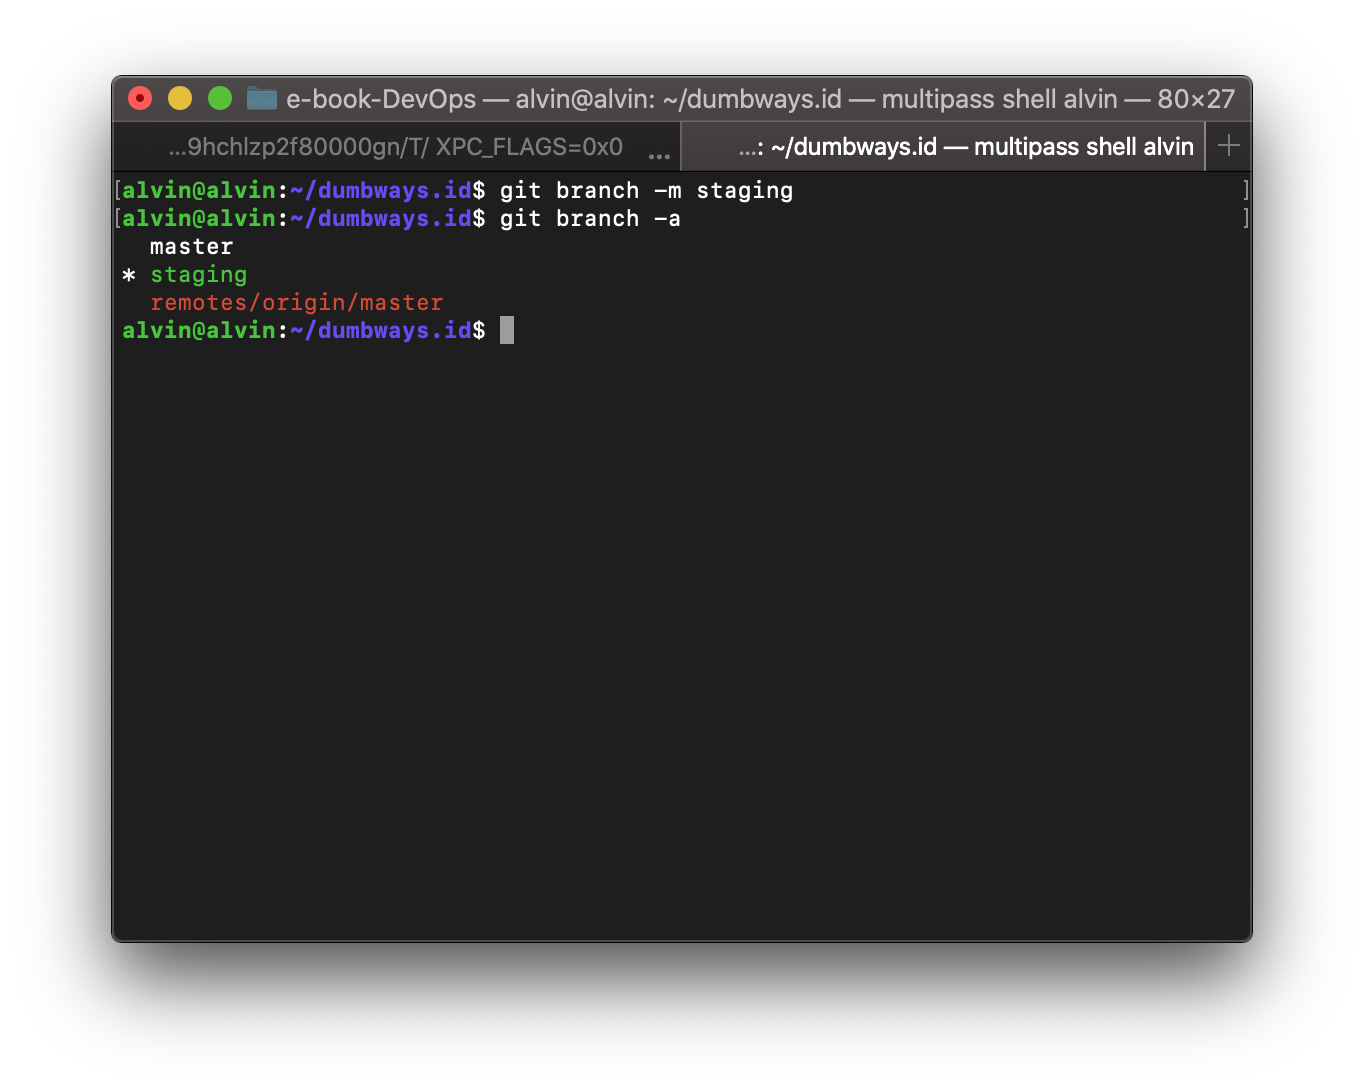 e-book-DevOps — alvin@alvin: ~/dumbways.id — multipass shell alvin — 80×27
...9hchlzp2f80000gn/T/ XPC_FLAGS=0x0 ...
...: ~/dumbways.id — multipass shell alvin +
[alvin@alvin:~/dumbways.id$ git branch -m staging ]
[alvin@alvin:~/dumbways.id$ git branch -a ]
master
* staging
remotes/origin/master
alvin@alvin:~/dumbways.id$